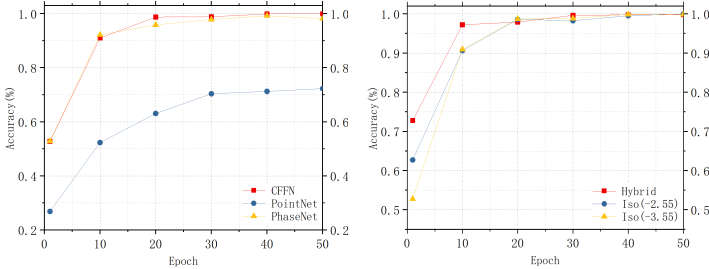 1.0 1.0
0.8 0.8
0.6 0.6
0.4 0.4
0.2 0.2
Accuracy(%)
CFFN
PointNet
PhaseNet
0 10 20 30 40 50
Epoch
1.0 1.0
0.9 0.9
0.8 0.8
0.7 0.7
0.6 0.6
0.5 0.5
Accuracy(%)
Hybrid
Iso(-2.55)
Iso(-3.55)
0 10 20 30 40 50
Epoch